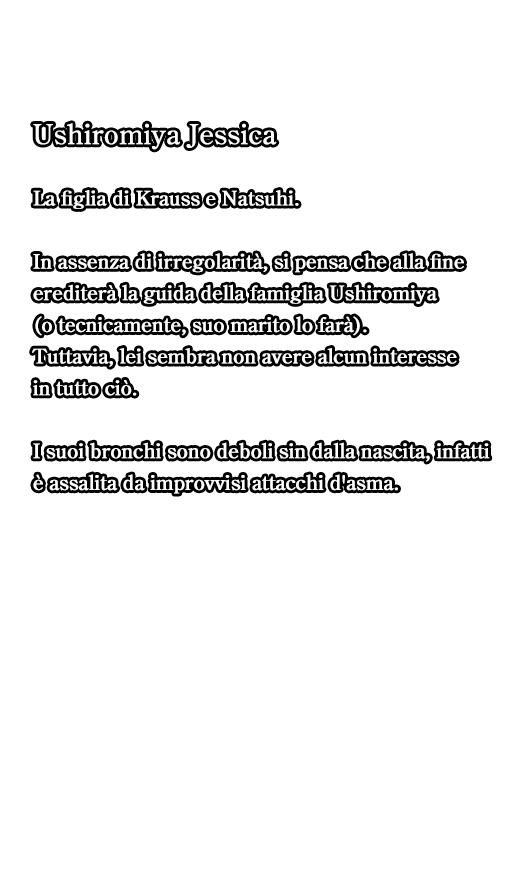 Ushiromiya Jessica
La figlia di Krauss e Natsuhi.
In assenza di irregolarità, si pensa che alla fine
erediterà la guida della famiglia Ushiromiya
(o tecnicamente, suo marito lo farà).
Tuttavia, lei sembra non avere alcun interesse
in tutto ciò.
I suoi bronchi sono deboli sin dalla nascita, infatti
è assalita da improvvisi attacchi d'asma.